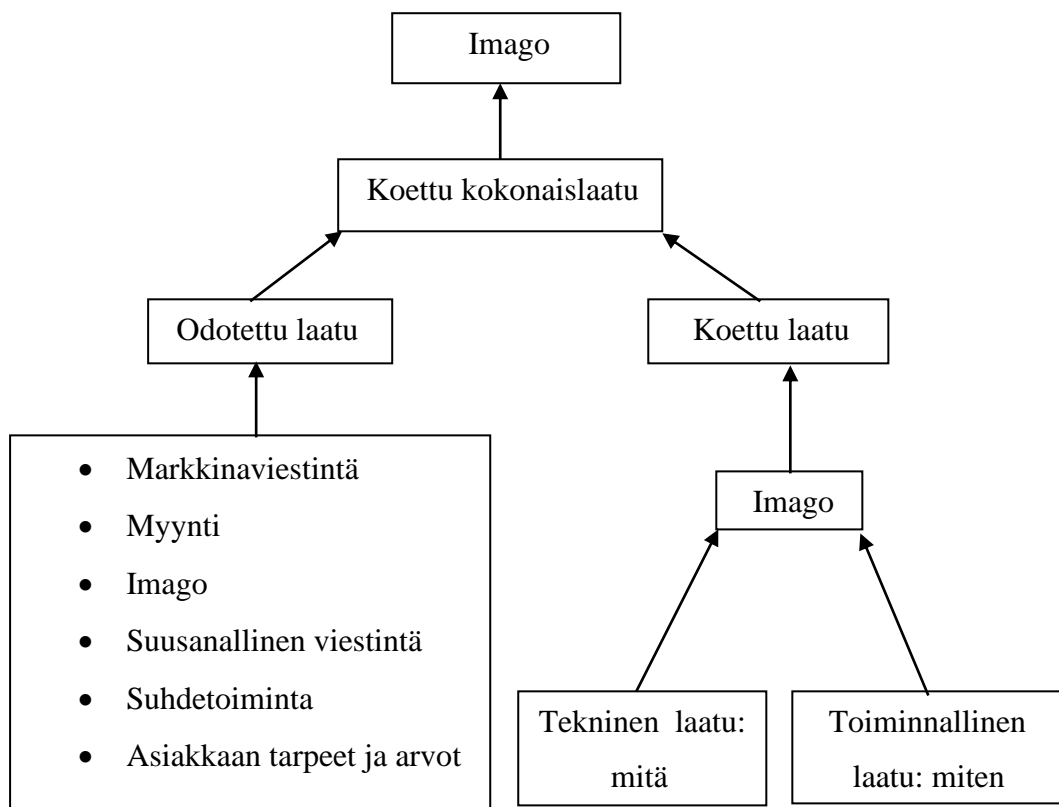 Imago
Koettu kokonaislaatu
Odotettu laatu
Koettu laatu
• Markkinaviestintä
• Myynti
• Imago
• Suusanallinen viestintä
• Suhdetoiminta
• Asiakkaan tarpeet ja arvot
Imago
Tekninen laatu:
mitä
Toiminnallinen
laatu: miten